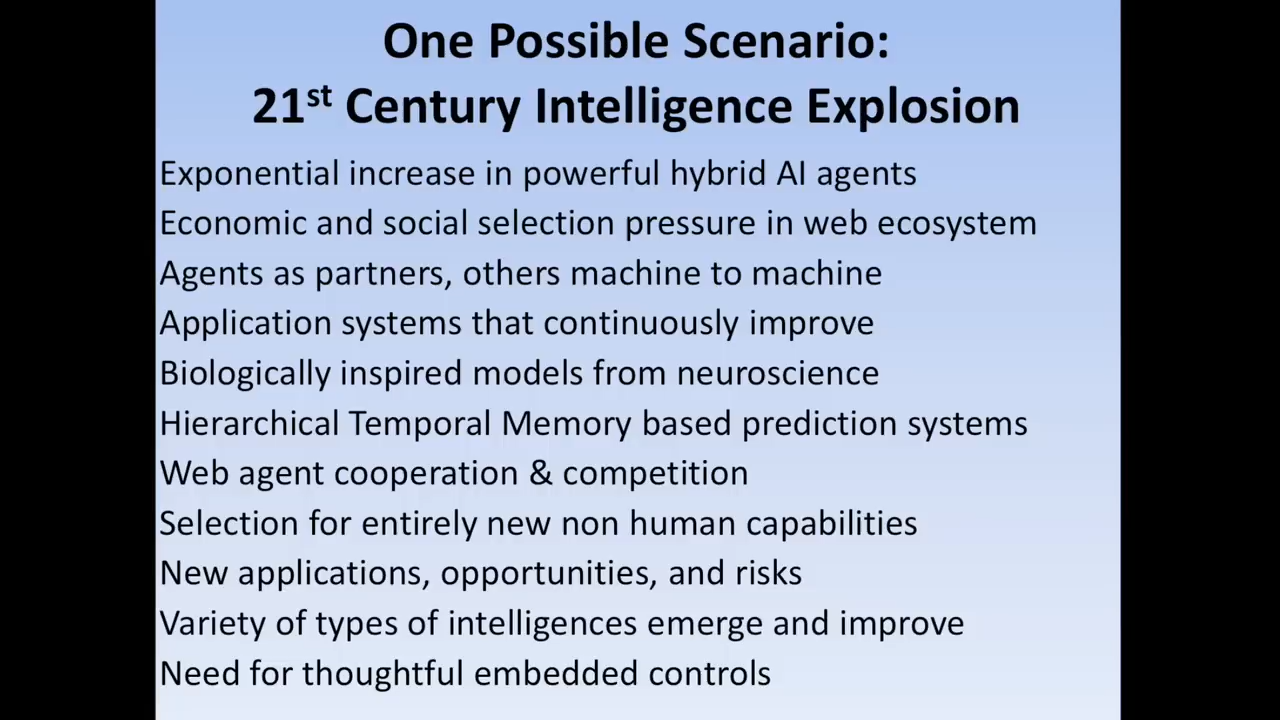 One Possible Scenario:
21st Century Intelligence Explosion
Exponential increase in powerful hybrid AI agents
Economic and social selection pressure in web ecosystem
Agents as partners, others machine to machine
Application systems that continuously improve
Biologically inspired models from neuroscience
Hierarchical Temporal Memory based prediction systems
Web agent cooperation & competition
Selection for entirely new non human capabilities
New applications, opportunities, and risks
Variety of types of intelligences emerge and improve
Need for thoughtful embedded controls